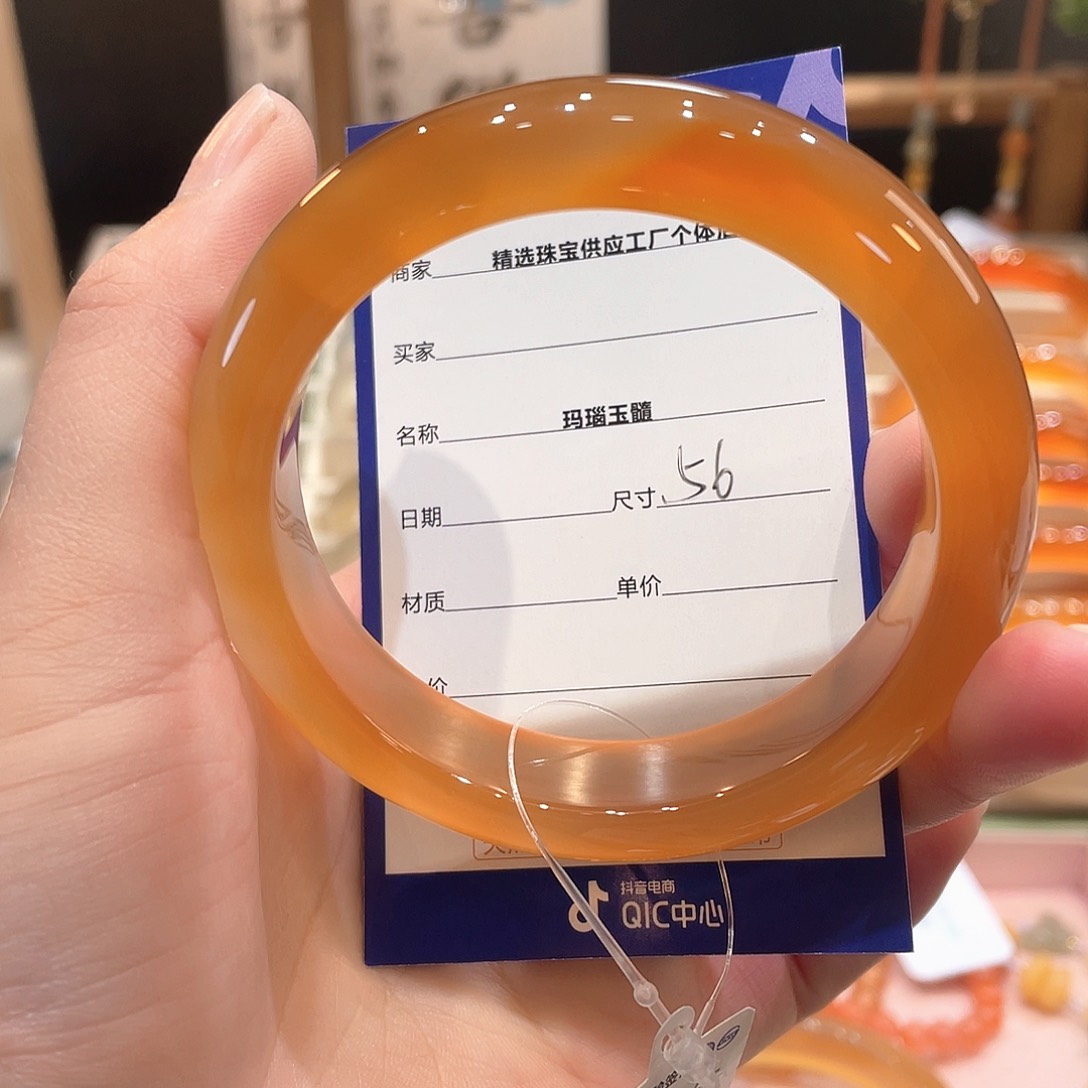 商家 精选珠宝供应工厂个体
买家
名称 玛瑙玉髓
日期 尺寸 56
材质 单价
价
抖音电商
QIC中心